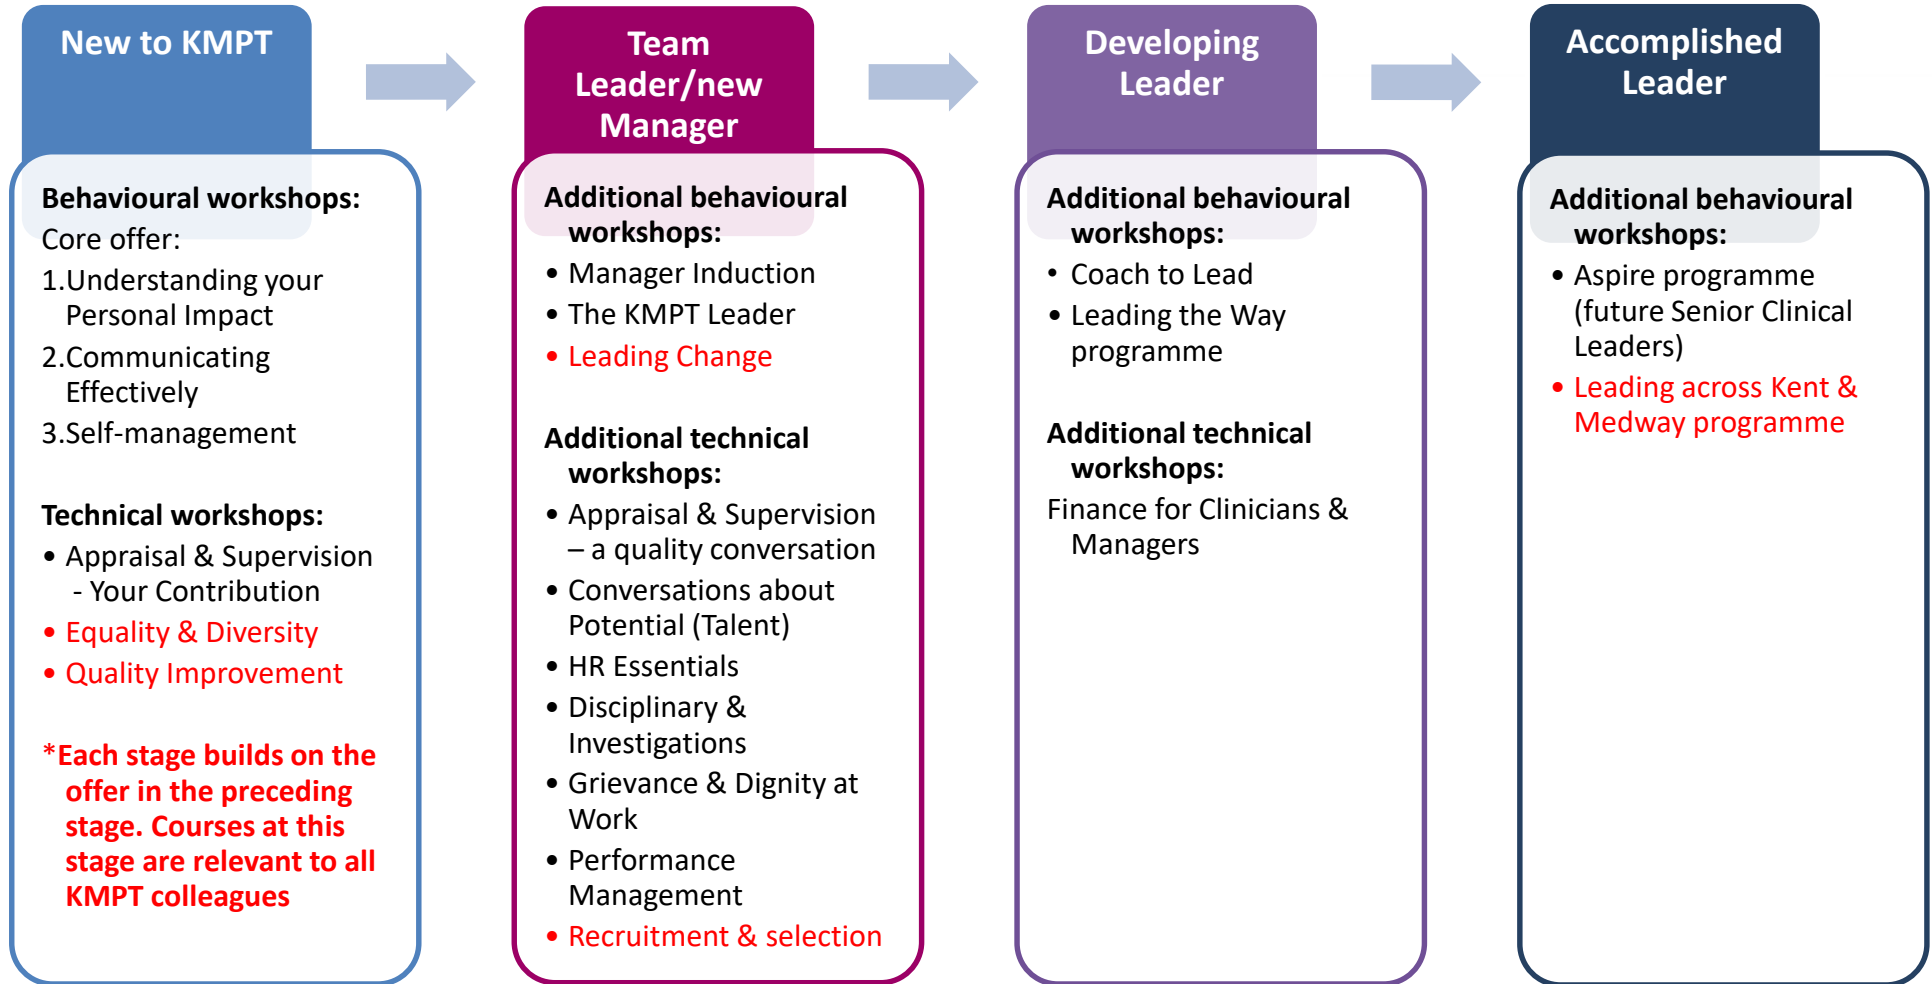 New to KMPT
Behavioural workshops:
Core offer:
1.Understanding your
Personal Impact
2.Communicating
Effectively
3.Self-management
Technical workshops:
• Appraisal & Supervision
- Your Contribution
• Equality & Diversity
• Quality Improvement
*Each stage builds on the
offer in the preceding
stage. Courses at this
stage are relevant to all
KMPT colleagues
Team
Leader/new
Manager
Additional behavioural
workshops:
• Manager Induction
• The KMPT Leader
• Leading Change
Additional technical
workshops:
• Appraisal & Supervision
– a quality conversation
• Conversations about
Potential (Talent)
• HR Essentials
• Disciplinary &
Investigations
• Grievance & Dignity at
Work
• Performance
Management
• Recruitment & selection
Developing
Leader
Additional behavioural
workshops:
• Coach to Lead
• Leading the Way
programme
Additional technical
workshops:
Finance for Clinicians &
Managers
Accomplished
Leader
Additional behavioural
workshops:
• Aspire programme
(future Senior Clinical
Leaders)
• Leading across Kent &
Medway programme